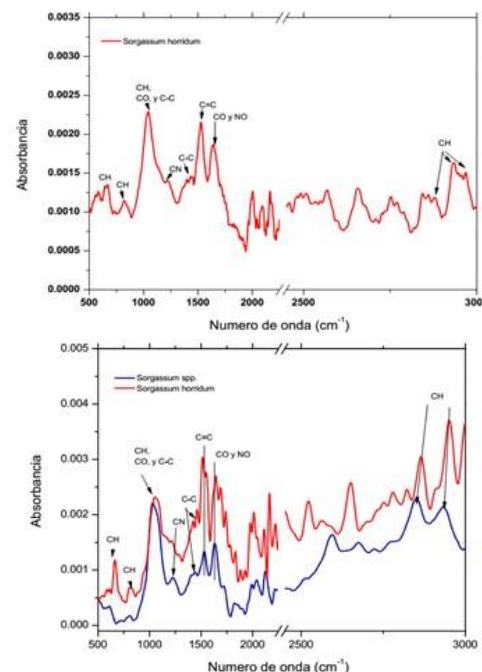 0.0035
Sorgassum horridum
0.0030
CH,
CO, y C-C
C=C
0.0025
CO y NO
Absorbancia
0.0020
C-C
CH
CN
0.0015
CH
CH
0.0010
0.0005
0.0000
500 1000 1500 2000 2500 300
Numero de onda (cm⁻¹)
0.005
Sorgassum spp.
Sorgassum horridum
0.004
CH
C=C
CH,
CO, y C-C
CO y NO
0.003
Absorbancia
C-C
0.002
CN
CH
CH
0.001
0.000
500 1000 1500 2000 2500 3000
Numero de onda (cm⁻¹)